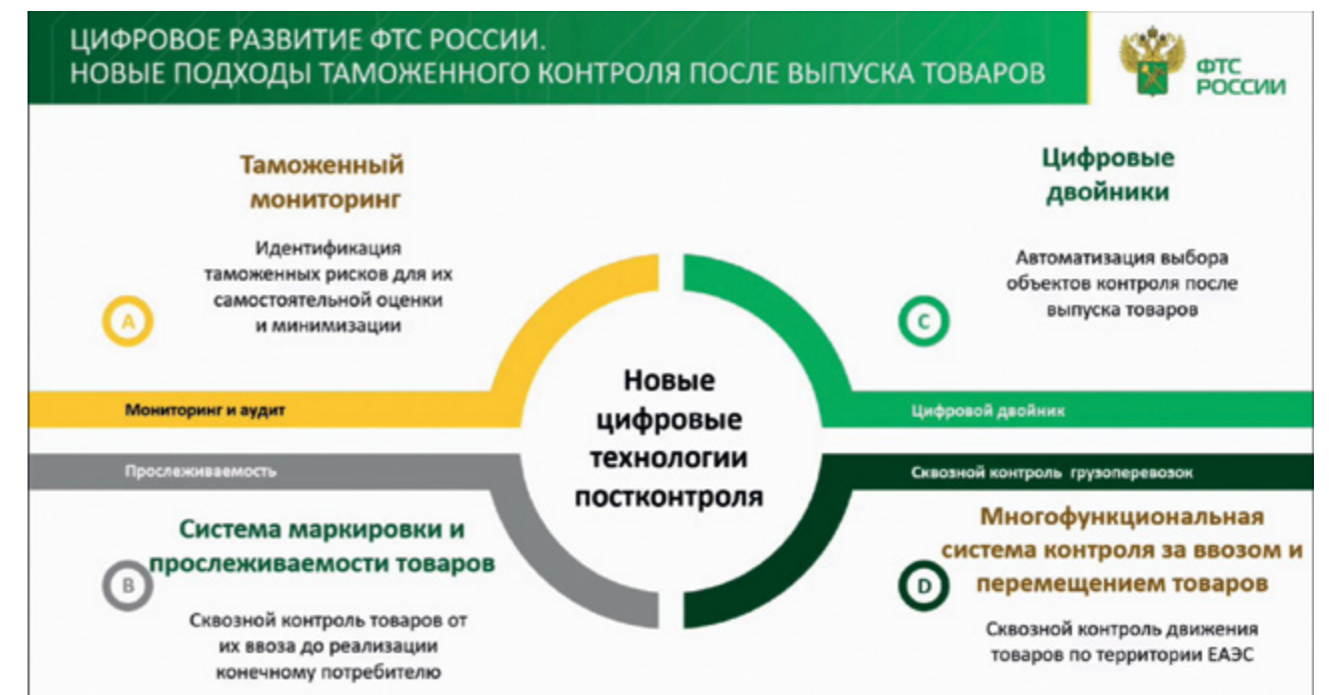 ЦИФРОВОЕ РАЗВИТИЕ ФТС РОССИИ.
НОВЫЕ ПОДХОДЫ ТАМОЖЕННОГО КОНТРОЛЯ ПОСЛЕ ВЫПУСКА ТОВАРОВ
ФТС
РОССИИ
Таможенный
мониторинг
Идентификация
таможенных рисков для их
самостоятельной оценки
и минимизации
A
Мониторинг и аудит
Цифровые
двойники
Автоматизация выбора
объектов контроля после
выпуска товаров
C
Цифровой двойник
Новые
цифровые
технологии
постконтроля
Прослеживаемость
Система маркировки и
прослеживаемости товаров
B
Сквозной контроль товаров от
их ввоза до реализации
конечному потребителю
Сквозной контроль грузоперевозок
Многофункциональная
система контроля за ввозом и
перемещением товаров
D
Сквозной контроль движения
товаров по территории ЕАЭС